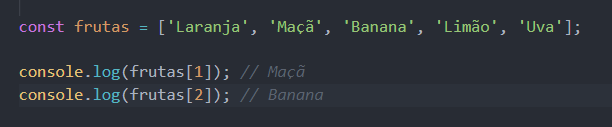 const frutas = ['Laranja', 'Maçã', 'Banana', 'Limão', 'Uva'];
console.log(frutas[1]); // Maçã
console.log(frutas[2]); // Banana